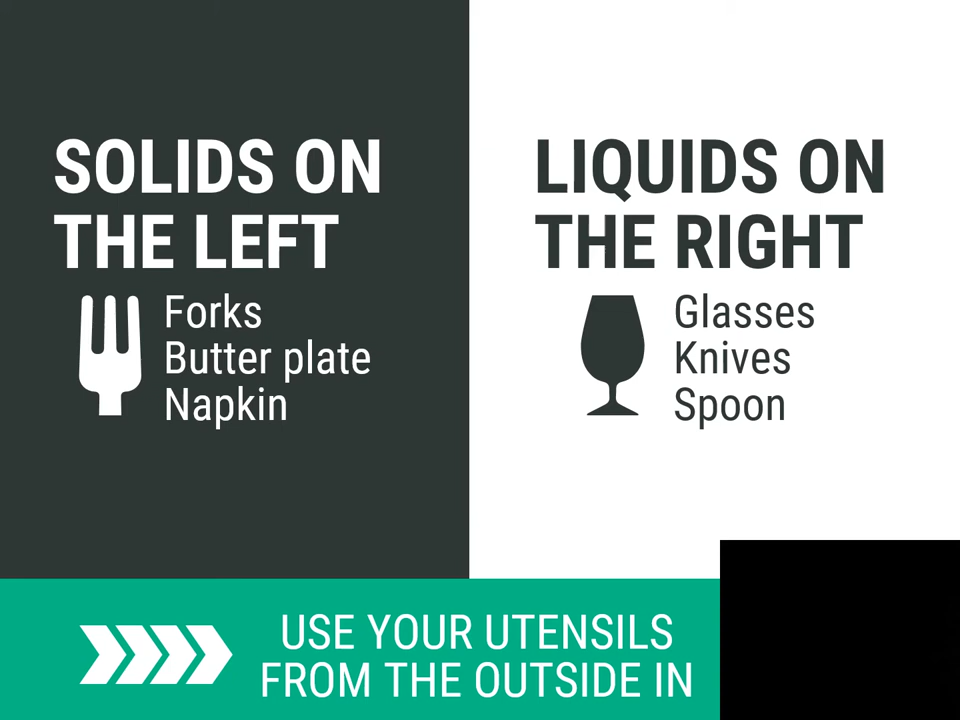 SOLIDS ON
THE LEFT
Forks
Butter plate
Napkin
LIQUIDS ON
THE RIGHT
Glasses
Knives
Spoon
USE YOUR UTENSILS
FROM THE OUTSIDE IN